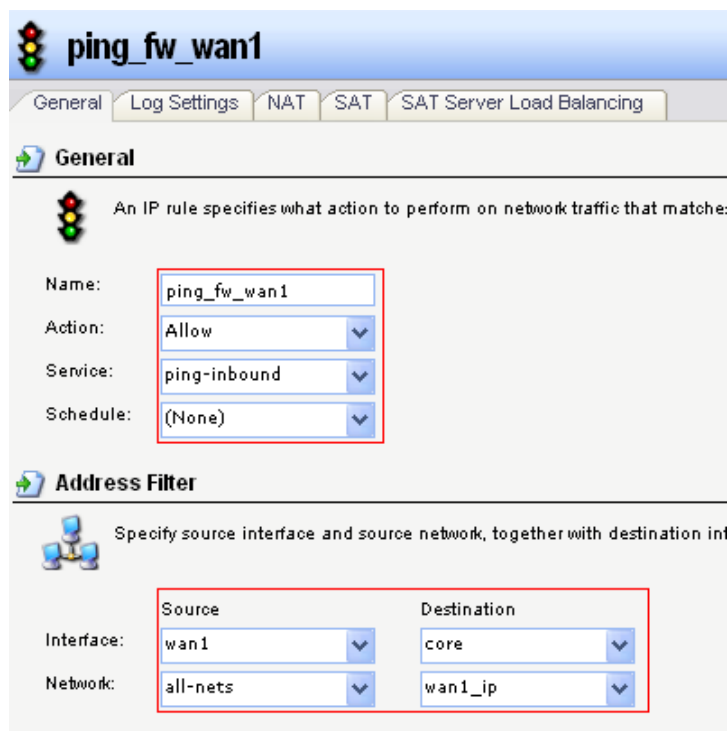 ping_fw_wan1
General Log Settings NAT SAT SAT Server Load Balancing
General
An IP rule specifies what action to perform on network traffic that matche
Name: ping_fw_wan1
Action: Allow
Service: ping-inbound
Schedule: (None)
Address Filter
Specify source interface and source network, together with destination int
Source Destination
Interface: wan1 core
Network: all-nets wan1_ip